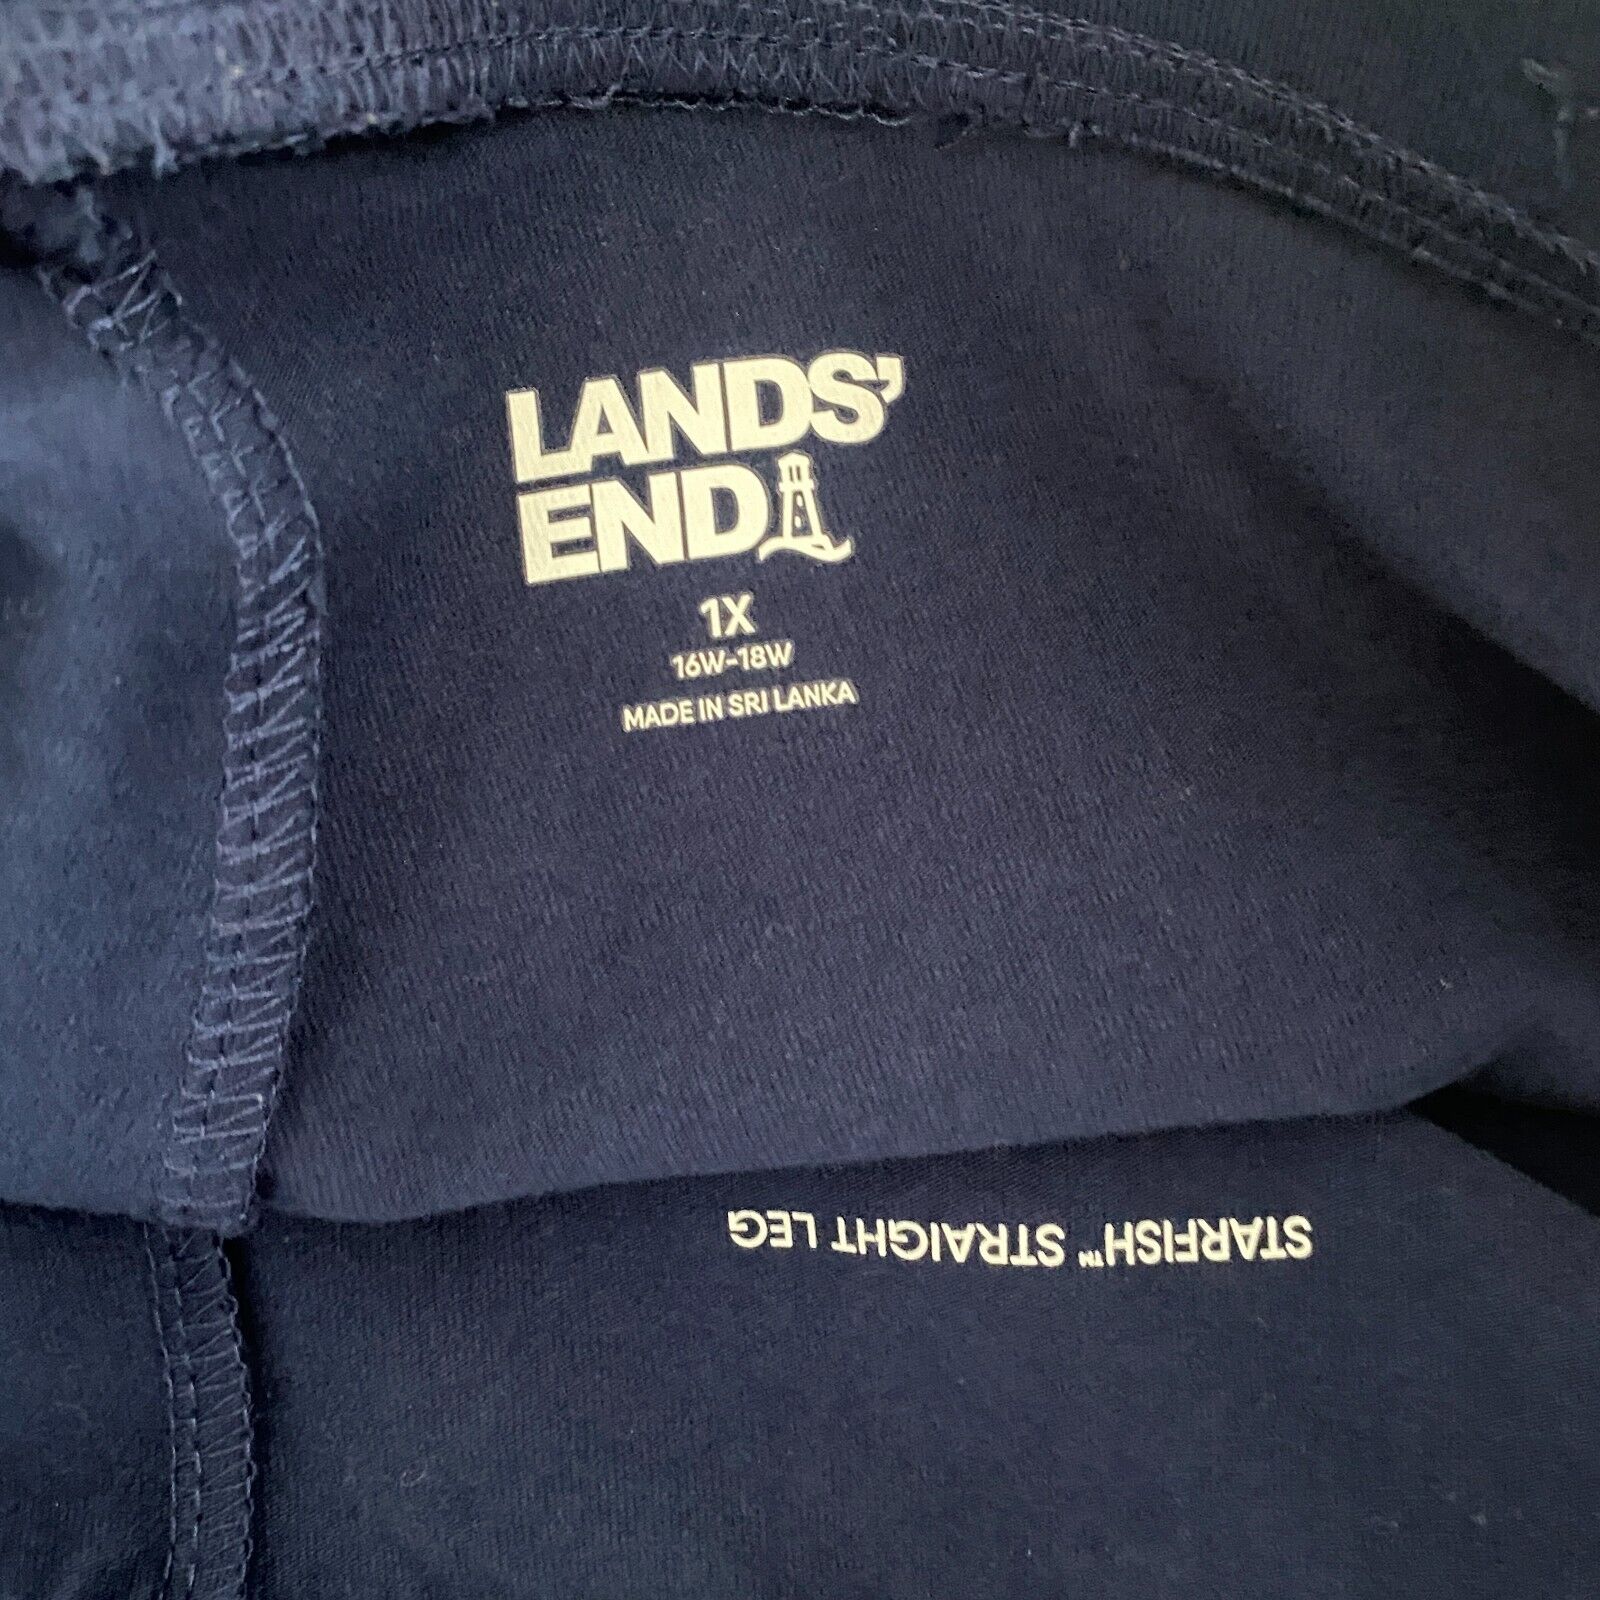 LANDS'
END
1X
16W-18W
MADE IN SRI LANKA
STARFISH™ STRAIGHT LEG